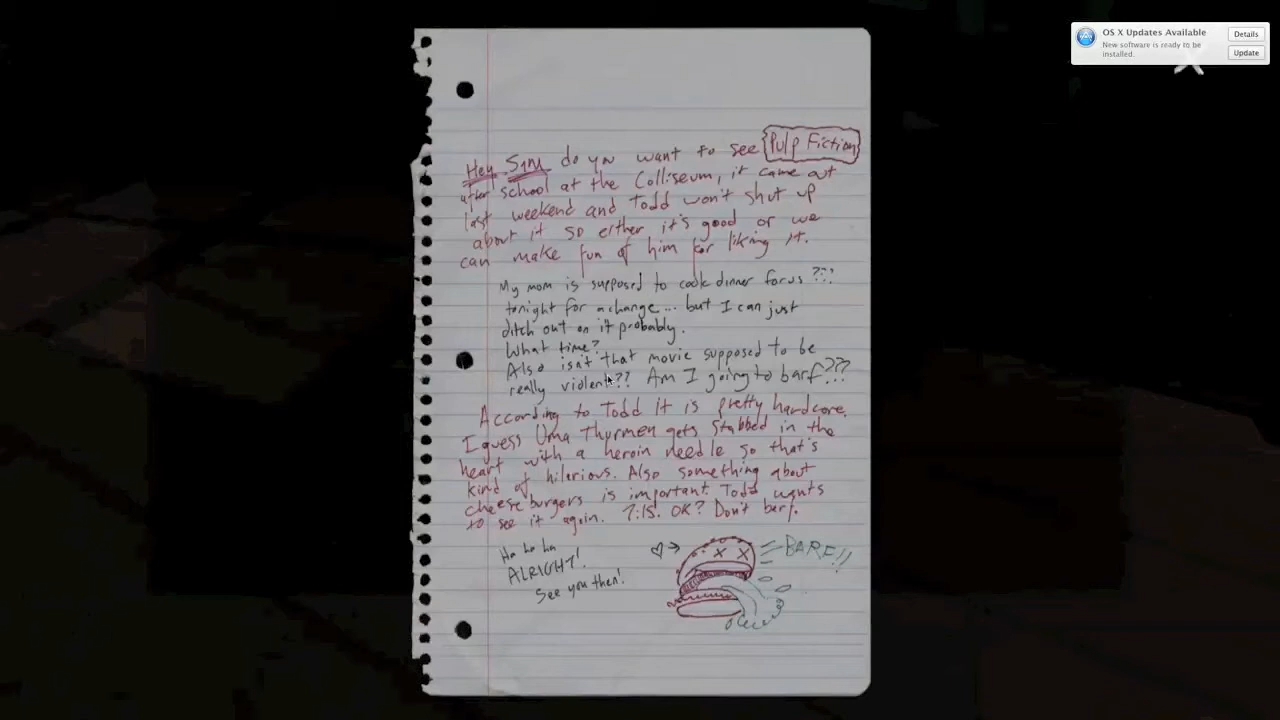 OS X Updates Available
New software is ready to be
installed.
Details
Update
Hey SAM do you want to see Pulp Fiction
after school at the Colliseum, it came out
last weekend and Todd won't shut up
about it so either it's good or we
can make fun of him for liking it.
My mom is supposed to cook dinner for us ???
tonight for a change... but I can just
ditch out on it probably.
What time?
Also isn't that movie supposed to be
really violent?? Am I going to barf???
According to Todd it is pretty hardcore.
I guess Uma Thurmen gets stabbed in the
heart with a heroin needle so that's
kind of hilarious. Also something about
cheeseburgers is important. Todd wants
to see it again. 7:15. OK? Don't barf.
Ha ha ha
ALRIGHT!
See you then!
BARF!!